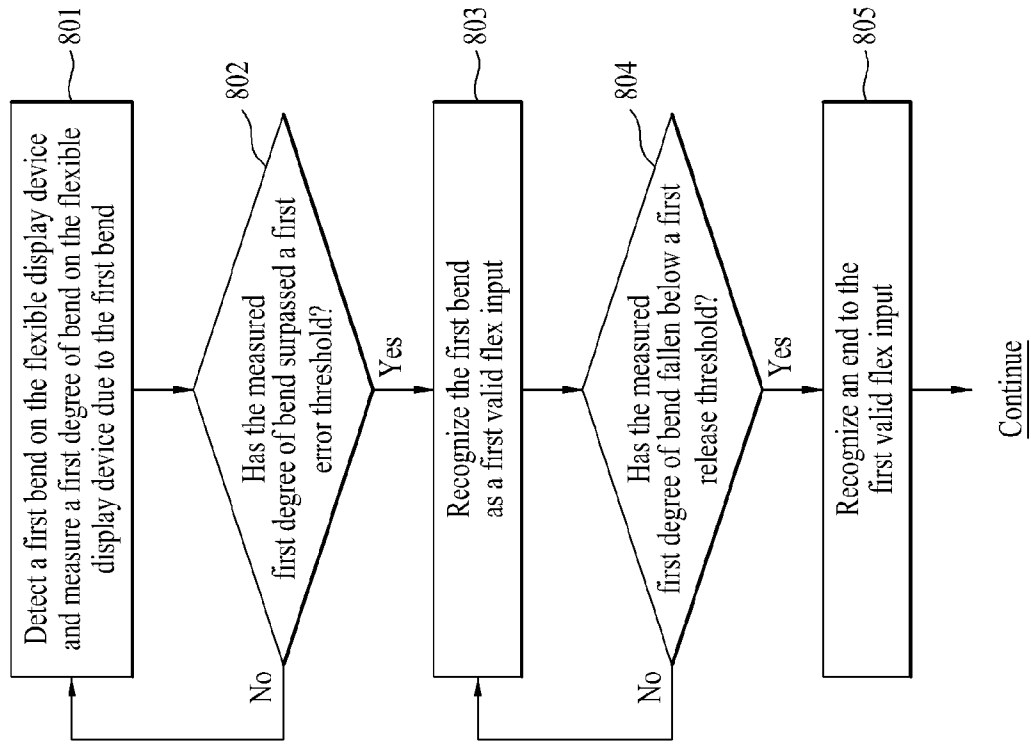 801
Detect a first bend on the flexible display device
and measure a first degree of bend on the flexible
display device due to the first bend
802
Has the measured
first degree of bend surpassed a first
error threshold?
No
Yes
803
Recognize the first bend
as a first valid flex input
804
Has the measured
first degree of bend fallen below a first
release threshold?
No
Yes
805
Recognize an end to the
first valid flex input
Continue